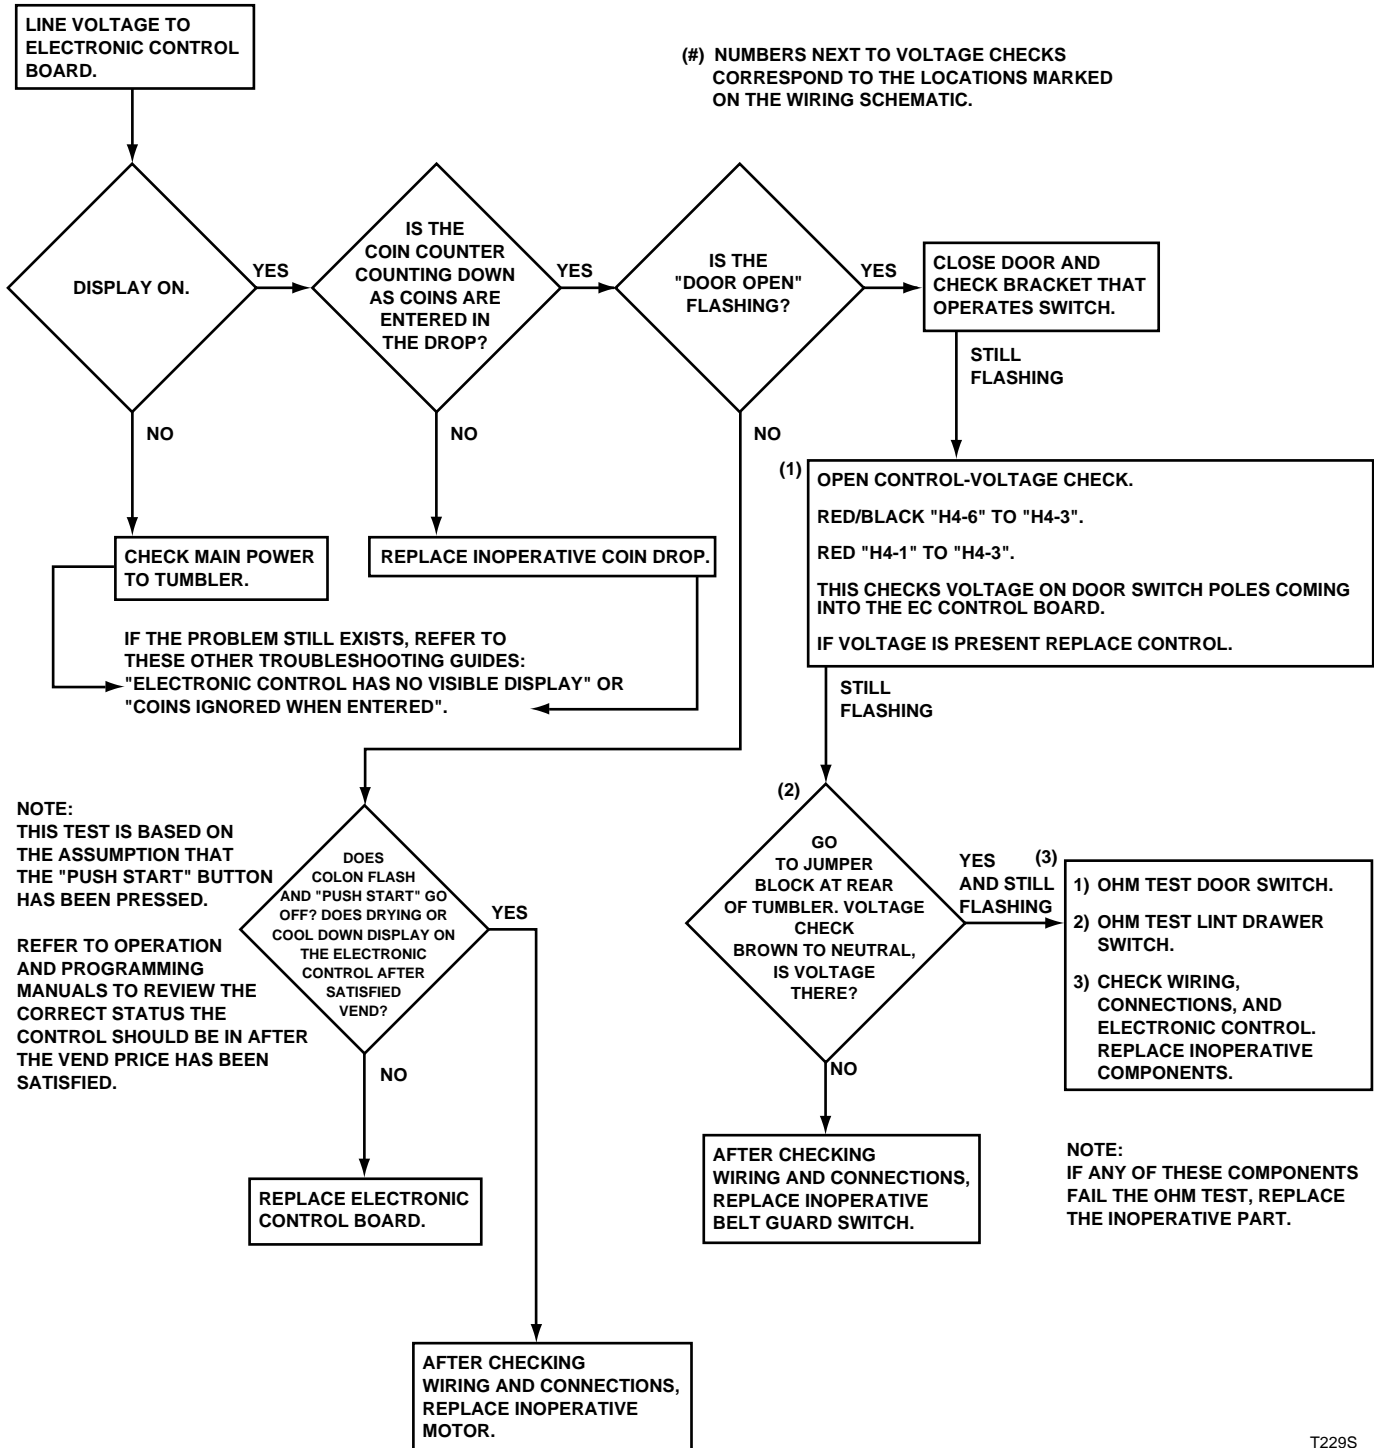 LINE VOLTAGE TO
ELECTRONIC CONTROL
BOARD.
(#) NUMBERS NEXT TO VOLTAGE CHECKS
CORRESPOND TO THE LOCATIONS MARKED
ON THE WIRING SCHEMATIC.
DISPLAY ON.
YES
NO
IS THE
COIN COUNTER
COUNTING DOWN
AS COINS ARE
ENTERED IN
THE DROP?
YES
NO
IS THE
"DOOR OPEN"
FLASHING?
YES
NO
CLOSE DOOR AND
CHECK BRACKET THAT
OPERATES SWITCH.
STILL
FLASHING
CHECK MAIN POWER
TO TUMBLER.
REPLACE INOPERATIVE COIN DROP.
IF THE PROBLEM STILL EXISTS, REFER TO
THESE OTHER TROUBLESHOOTING GUIDES:
"ELECTRONIC CONTROL HAS NO VISIBLE DISPLAY" OR
"COINS IGNORED WHEN ENTERED".
(1)
OPEN CONTROL-VOLTAGE CHECK.
RED/BLACK "H4-6" TO "H4-3".
RED "H4-1" TO "H4-3".
THIS CHECKS VOLTAGE ON DOOR SWITCH POLES COMING
INTO THE EC CONTROL BOARD.
IF VOLTAGE IS PRESENT REPLACE CONTROL.
STILL
FLASHING
NOTE:
THIS TEST IS BASED ON
THE ASSUMPTION THAT
THE "PUSH START" BUTTON
HAS BEEN PRESSED.
REFER TO OPERATION
AND PROGRAMMING
MANUALS TO REVIEW THE
CORRECT STATUS THE
CONTROL SHOULD BE IN AFTER
THE VEND PRICE HAS BEEN
SATISFIED.
DOES
COLON FLASH
AND "PUSH START" GO
OFF? DOES DRYING OR
COOL DOWN DISPLAY ON
THE ELECTRONIC
CONTROL AFTER
SATISFIED
VEND?
YES
NO
(2)
GO
TO JUMPER
BLOCK AT REAR
OF TUMBLER. VOLTAGE
CHECK
BROWN TO NEUTRAL,
IS VOLTAGE
THERE?
YES
AND STILL
FLASHING
NO
(3)
1) OHM TEST DOOR SWITCH.
2) OHM TEST LINT DRAWER
SWITCH.
3) CHECK WIRING,
CONNECTIONS, AND
ELECTRONIC CONTROL.
REPLACE INOPERATIVE
COMPONENTS.
REPLACE ELECTRONIC
CONTROL BOARD.
AFTER CHECKING
WIRING AND CONNECTIONS,
REPLACE INOPERATIVE
BELT GUARD SWITCH.
NOTE:
IF ANY OF THESE COMPONENTS
FAIL THE OHM TEST, REPLACE
THE INOPERATIVE PART.
AFTER CHECKING
WIRING AND CONNECTIONS,
REPLACE INOPERATIVE
MOTOR.
T229S